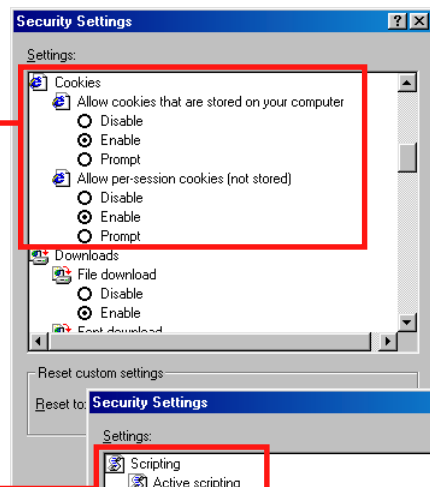 Security Settings
Settings:
Cookies
Allow cookies that are stored on your computer
Disable
Enable
Prompt
Allow per-session cookies (not stored)
Disable
Enable
Prompt
Downloads
File download
Disable
Enable
Font download
Reset custom settings
Reset to:
Security Settings
Settings:
Scripting
Active scripting